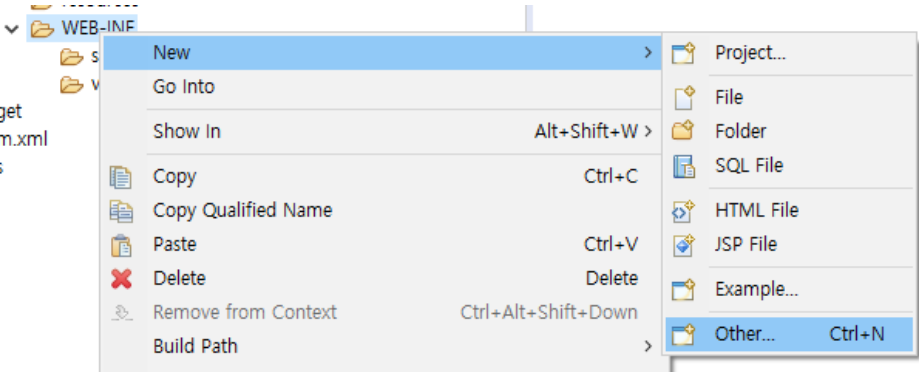 WEB-INF
New
Go Into
Show In Alt+Shift+W >
Copy Ctrl+C
Copy Qualified Name
Paste Ctrl+V
Delete Delete
Remove from Context Ctrl+Alt+Shift+Down
Build Path
m.xml
Project...
File
Folder
SQL File
HTML File
JSP File
Example...
Other... Ctrl+N